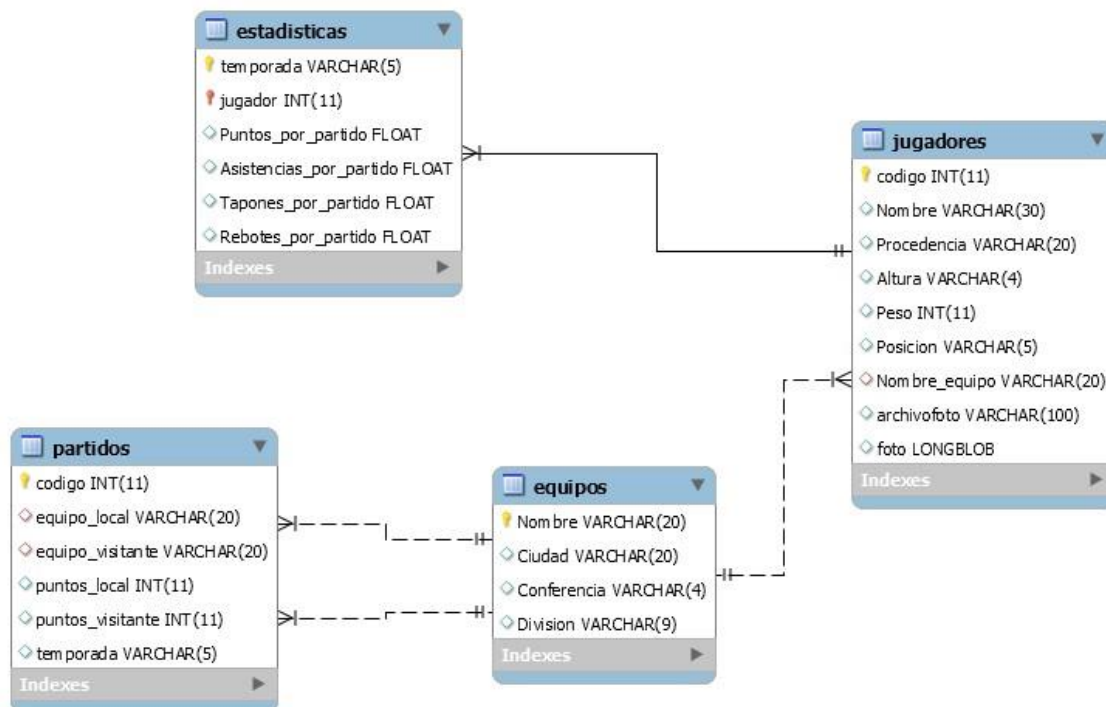 estadisticas
temporada VARCHAR(5)
jugador INT(11)
Puntos_por_partido FLOAT
Asistencias_por_partido FLOAT
Tapones_por_partido FLOAT
Rebotes_por_partido FLOAT
Indexes
jugadores
codigo INT(11)
Nombre VARCHAR(30)
Procedencia VARCHAR(20)
Altura VARCHAR(4)
Peso INT(11)
Posicion VARCHAR(5)
Nombre_equipo VARCHAR(20)
archivofoto VARCHAR(100)
foto LONGBLOB
Indexes
partidos
codigo INT(11)
equipo_local VARCHAR(20)
equipo_visitante VARCHAR(20)
puntos_local INT(11)
puntos_visitante INT(11)
temporada VARCHAR(5)
Indexes
equipos
Nombre VARCHAR(20)
Ciudad VARCHAR(20)
Conferencia VARCHAR(4)
Division VARCHAR(9)
Indexes